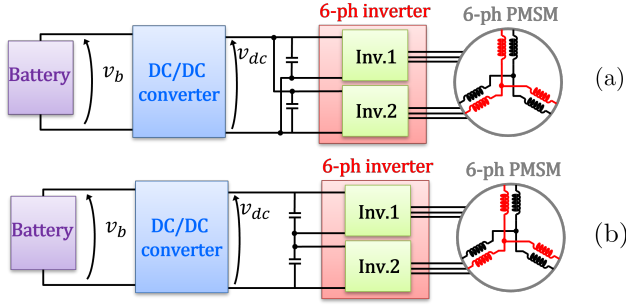 6-ph inverter
6-ph PMSM
Battery
v_b
DC/DC
converter
v_dc
Inv.1
Inv.2
(a)
6-ph inverter
6-ph PMSM
Battery
v_b
DC/DC
converter
v_dc
Inv.1
Inv.2
(b)